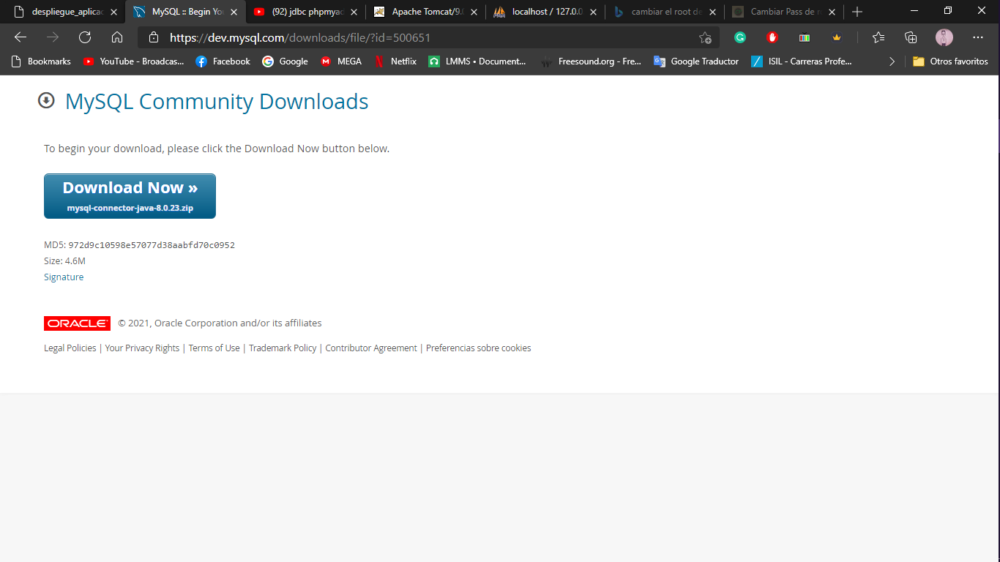 despliegue_aplicac
MySQL :: Begin Yo
(92) jdbc phpmyad
Apache Tomcat/9.0
localhost / 127.0.0
cambiar el root de
Cambiar Pass de r
https://dev.mysql.com/downloads/file/?id=500651
Bookmarks
YouTube - Broadcas...
Facebook
Google
MEGA
Netflix
LMMS • Document...
Freesound.org - Fre...
Google Traductor
ISIL - Carreras Profe...
Otros favoritos
MySQL Community Downloads
To begin your download, please click the Download Now button below.
Download Now »
mysql-connector-java-8.0.23.zip
MD5: 972d9c10598e57077d38aabfd70c0952
Size: 4.6M
Signature
ORACLE © 2021, Oracle Corporation and/or its affiliates
Legal Policies | Your Privacy Rights | Terms of Use | Trademark Policy | Contributor Agreement | Preferencias sobre cookies